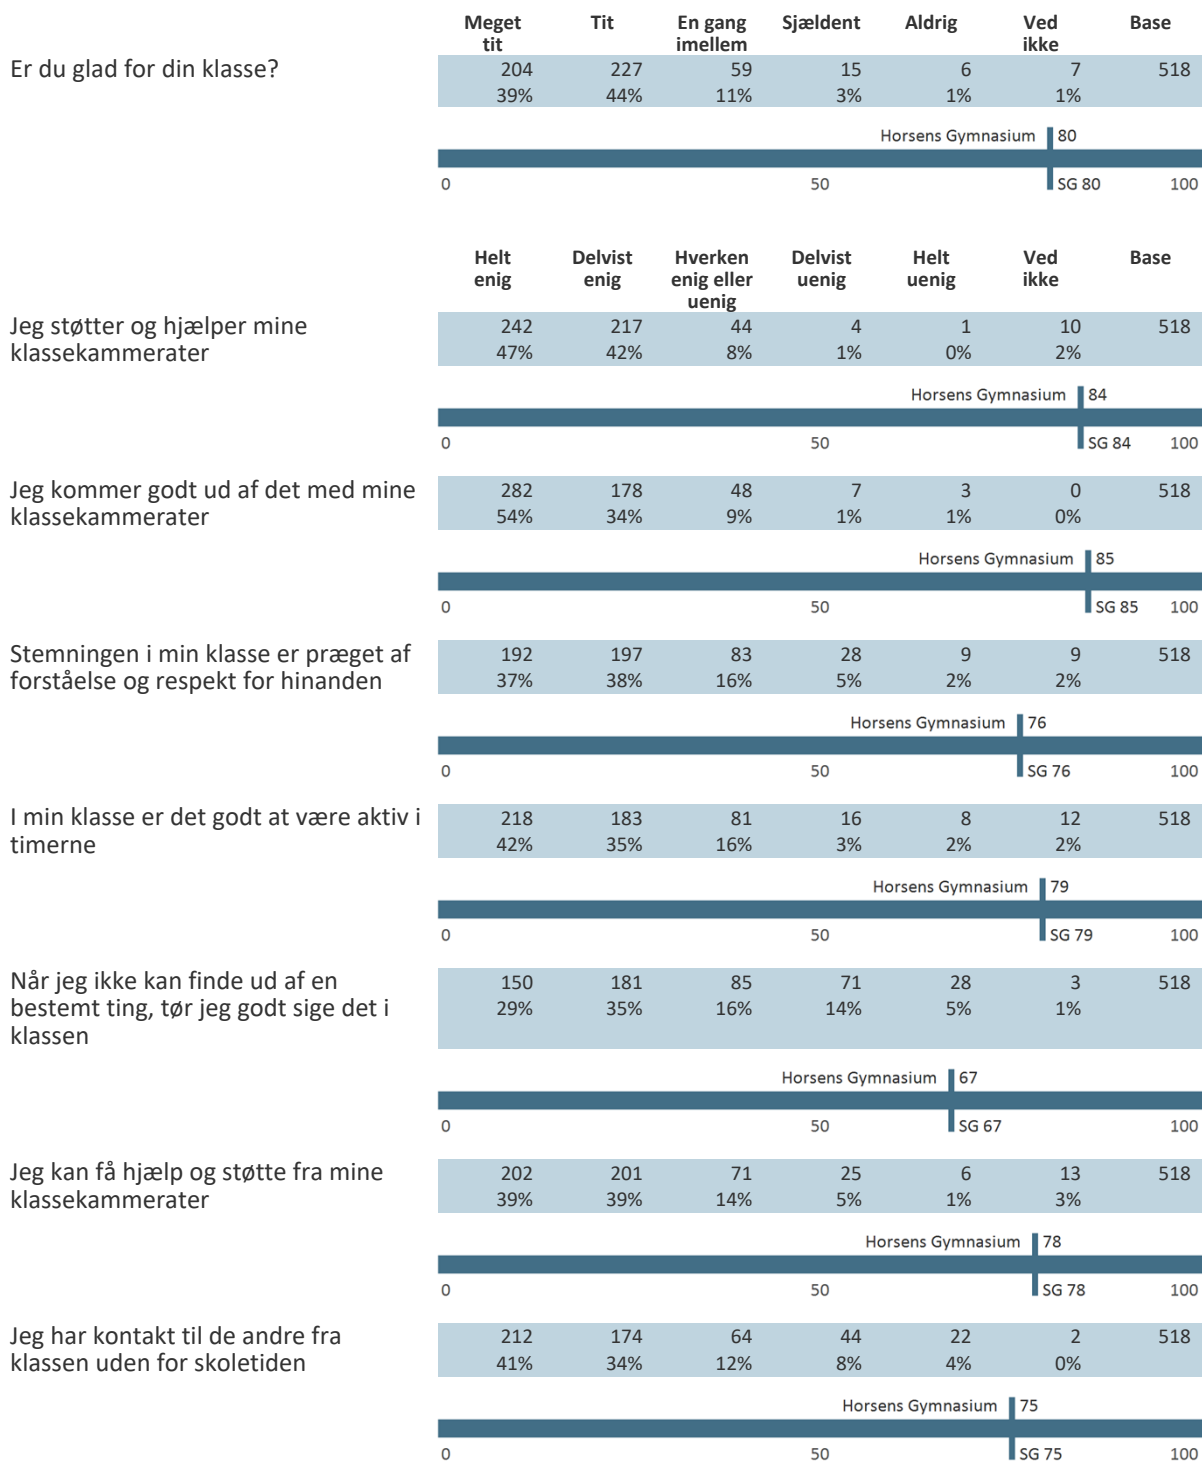 Meget tit Tit En gang imellem Sjældent Aldrig Ved ikke Base
Er du glad for din klasse? 204 227 59 15 6 7 518
39% 44% 11% 3% 1% 1%
Horsens Gymnasium 80
0 50 SG 80 100
Helt enig Delvist enig Hverken enig eller uenig Delvist uenig Helt uenig Ved ikke Base
Jeg støtter og hjælper mine 242 217 44 4 1 10 518
klassekammerater 47% 42% 8% 1% 0% 2%
Horsens Gymnasium 84
0 50 SG 84 100
Jeg kommer godt ud af det med mine 282 178 48 7 3 0 518
klassekammerater 54% 34% 9% 1% 1% 0%
Horsens Gymnasium 85
0 50 SG 85 100
Stemningen i min klasse er præget af 192 197 83 28 9 9 518
forståelse og respekt for hinanden 37% 38% 16% 5% 2% 2%
Horsens Gymnasium 76
0 50 SG 76 100
I min klasse er det godt at være aktiv i 218 183 81 16 8 12 518
timerne 42% 35% 16% 3% 2% 2%
Horsens Gymnasium 79
0 50 SG 79 100
Når jeg ikke kan finde ud af en 150 181 85 71 28 3 518
bestemt ting, tør jeg godt sige det i 29% 35% 16% 14% 5% 1%
klassen
Horsens Gymnasium 67
0 50 SG 67 100
Jeg kan få hjælp og støtte fra mine 202 201 71 25 6 13 518
klassekammerater 39% 39% 14% 5% 1% 3%
Horsens Gymnasium 78
0 50 SG 78 100
Jeg har kontakt til de andre fra 212 174 64 44 22 2 518
klassen uden for skoletiden 41% 34% 12% 8% 4% 0%
Horsens Gymnasium 75
0 50 SG 75 100